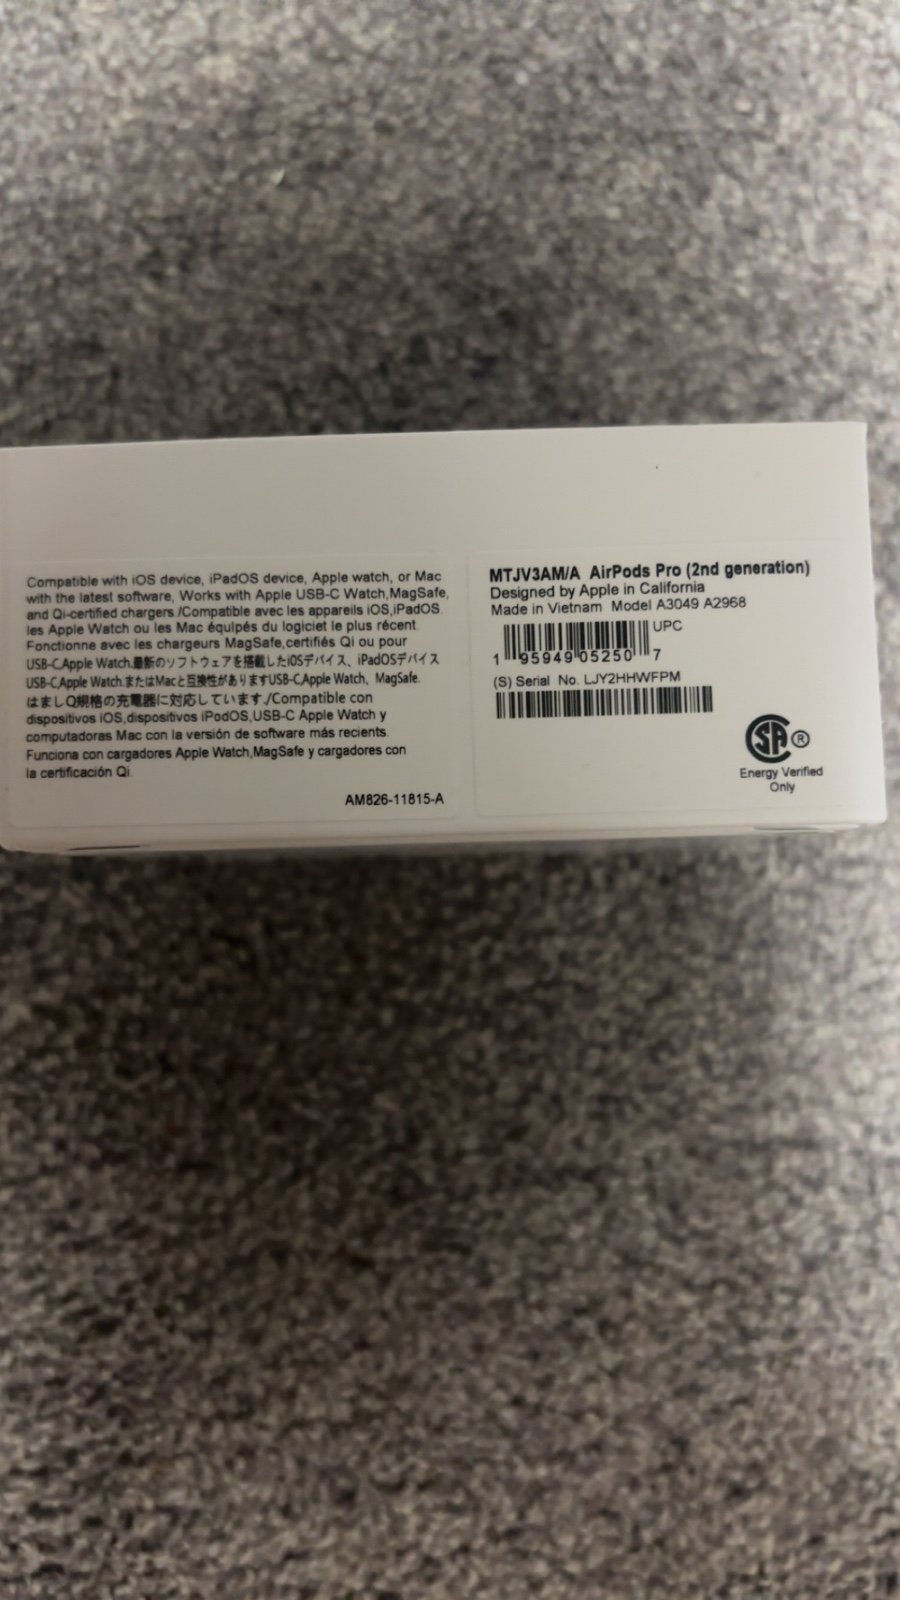 Compatible with iOS device, iPadOS device, Apple watch, or Mac
with the latest software, Works with Apple USB-C Watch,MagSafe,
and Qi-certified chargers /Compatible avec les appareils iOS,iPadOS
les Apple Watch ou les Mac équipés du logiciet le plus récent
Fonctionne avec les chargeurs MagSafe,certifiés Qi ou pour
USB-C,Apple Watch.最新のソフトウェアを搭載したiOSデバイス、iPadOSデバイス
USB-C,Apple Watch.またはMacと互換性がありますUSB-C,Apple Watch、MagSafe.
はましQ規格の充電器に対応しています./Compatible con
dispositivos iOS,dispositivos iPodOS,USB-C Apple Watch y
computadoras Mac con la versión de software más recients.
Funciona con cargadores Apple Watch,MagSafe y cargadores con
la certificación Qi.
AM826-11815-A
MTJV3AM/A AirPods Pro (2nd generation)
Designed by Apple in California
Made in Vietnam Model A3049 A2968
UPC
1 95949 05250 7
(S) Serial No. LJY2HHWFPM
SA ®
Energy Verified
Only